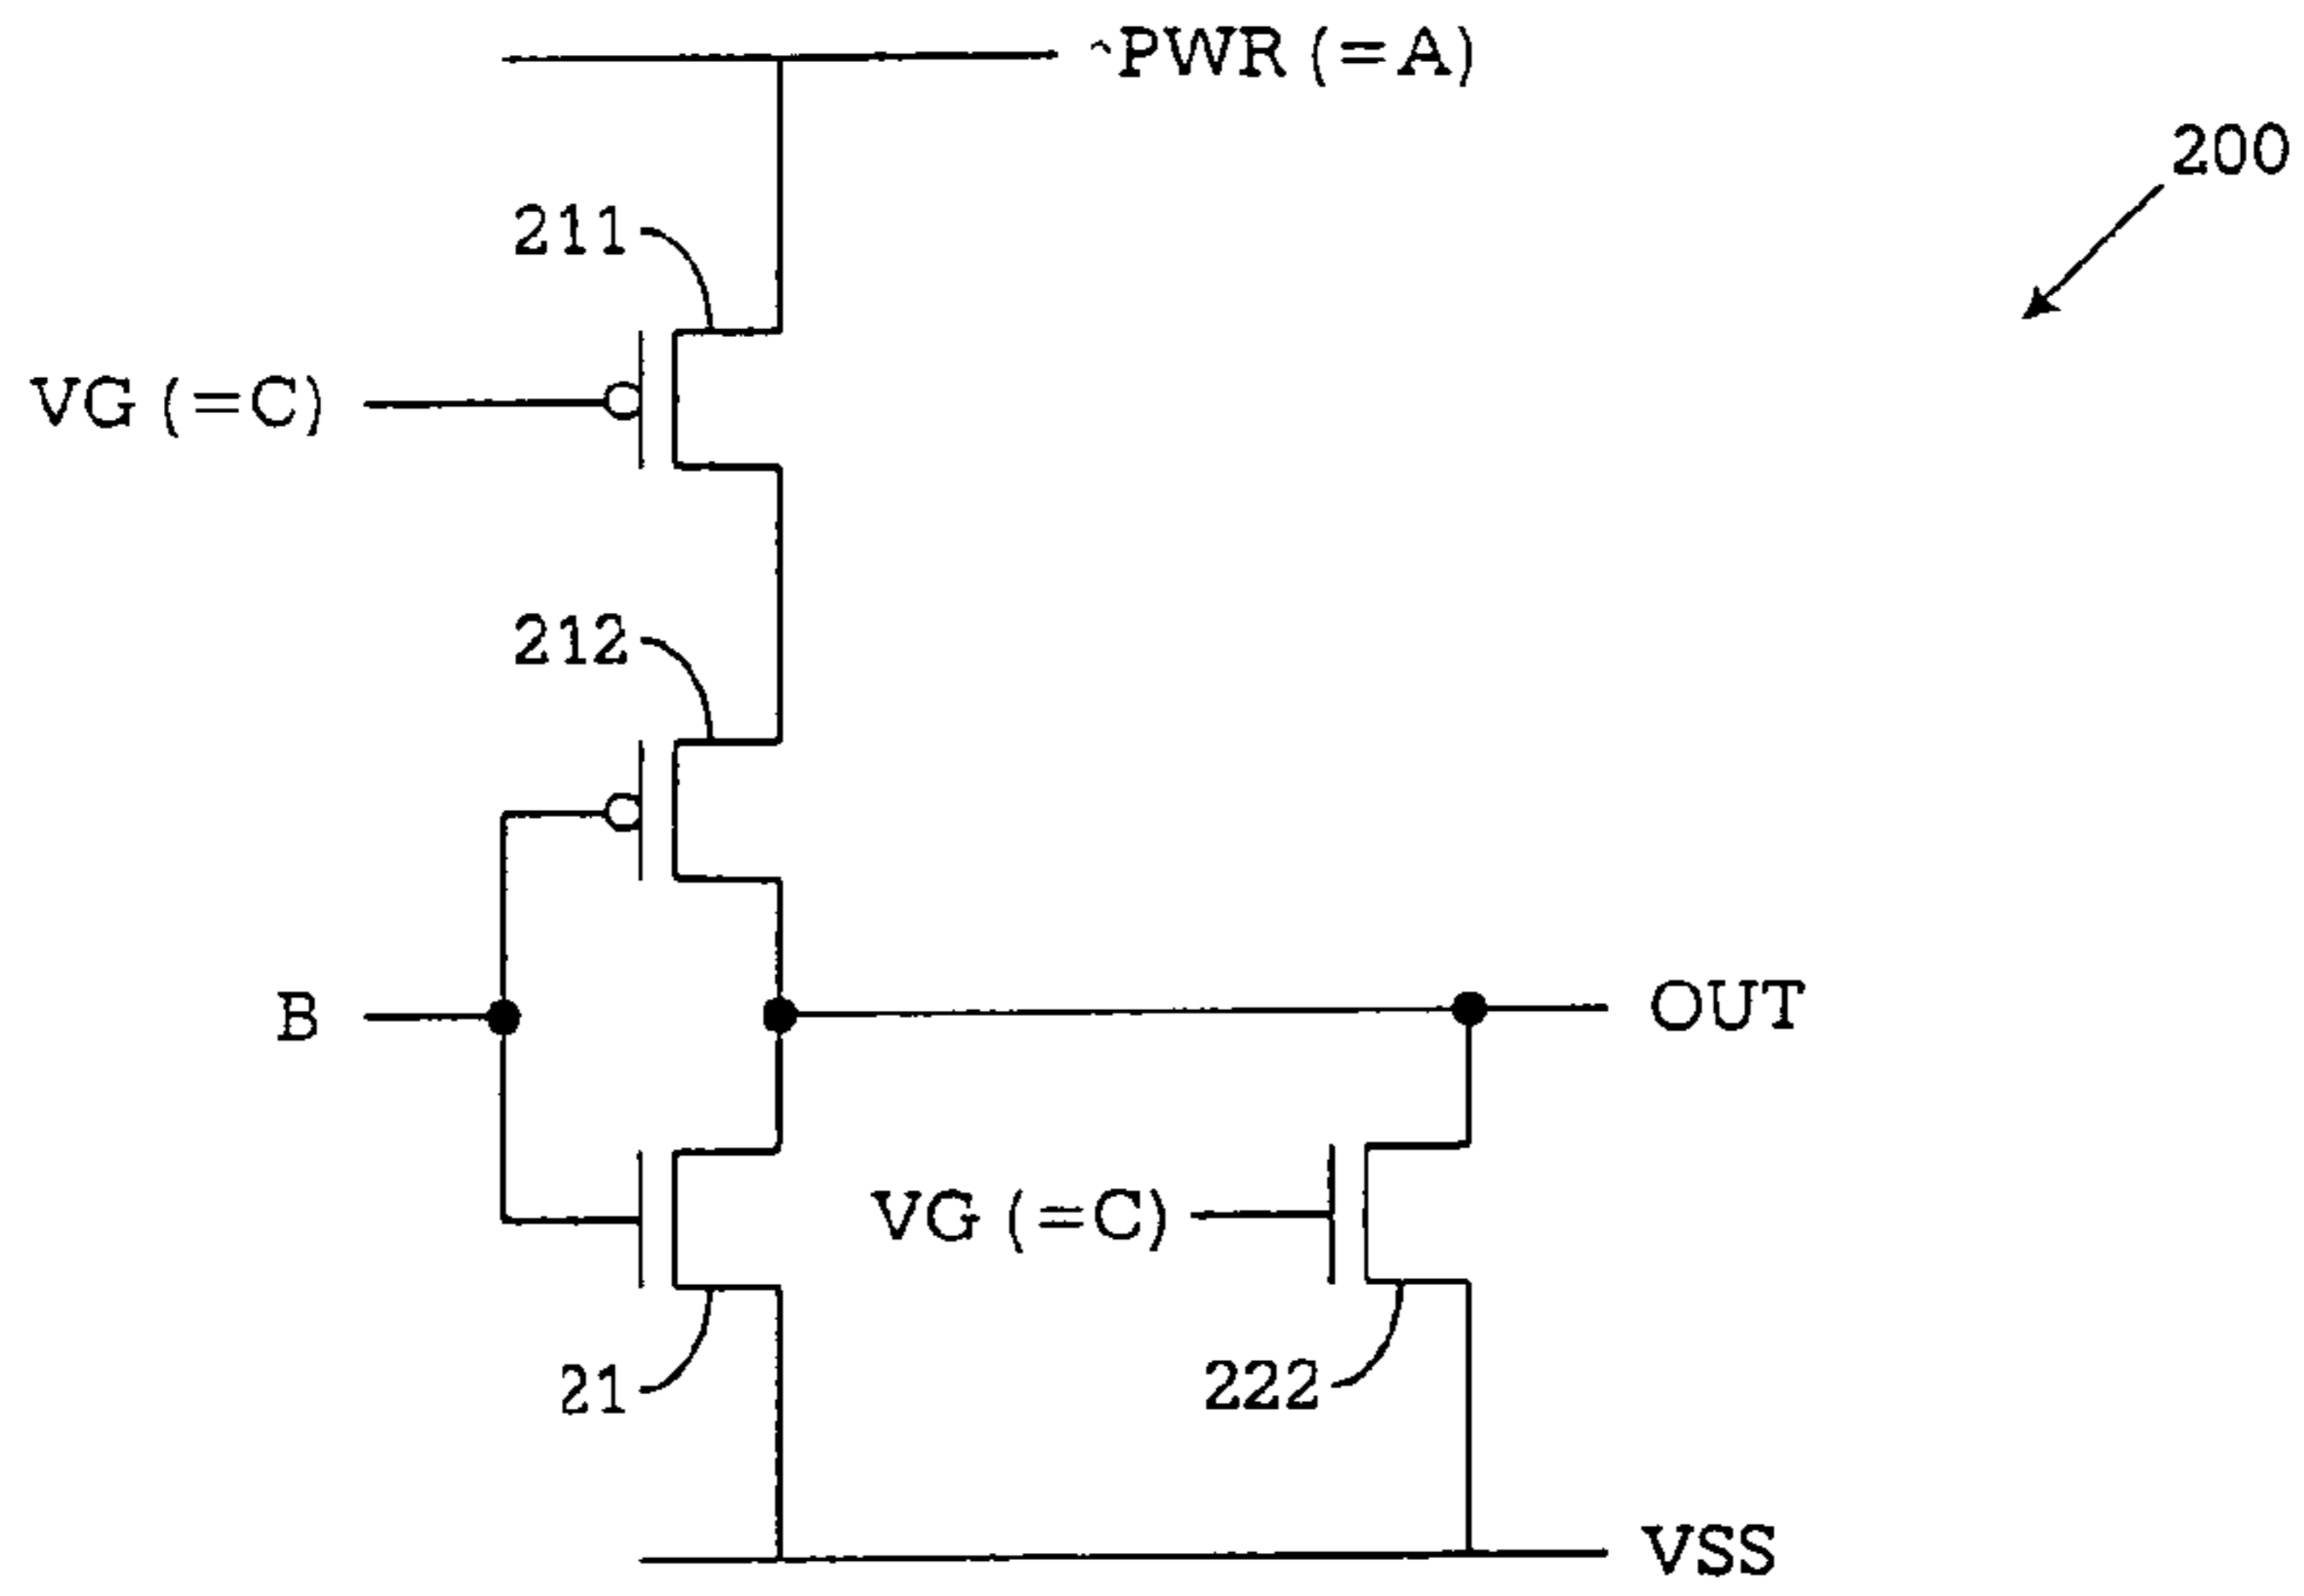 ~PWR (=A)
200
211
VG (=C)
212
B
OUT
VG (=C)
21
222
VSS